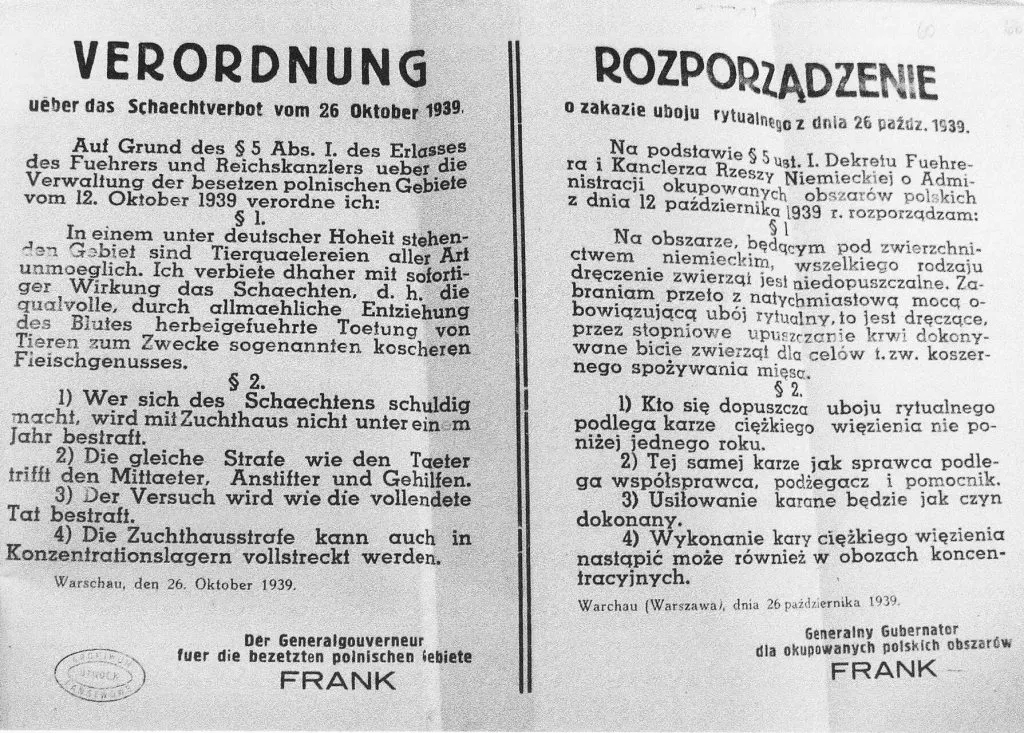 VERORDNUNG
ueber das Schaechtverbot vom 26 Oktober 1939.
Auf Grund des § 5 Abs. I. des Erlasses
des Fuehrers und Reichskanzlers ueber die
Verwaltung der besetzen polnischen Gebiete
vom 12. Oktober 1939 verordne ich:
§ 1.
In einem unter deutscher Hoheit stehen-
den Gebiet sind Tierquaelereien aller Art
unmoeglich. Ich verbiete dhaher mit soforti-
ger Wirkung das Schaechten, d. h. die
qualvolle, durch allmaehliche Entziehung
des Blutes herbeigefuehrte Toetung von
Tieren zum Zwecke sogenannten koscheren
Fleischgenusses.
§ 2.
1) Wer sich des Schaechtens schuldig
macht, wird mit Zuchthaus nicht unter einem
Jahr bestraft.
2) Die gleiche Strafe wie den Taeter
trifft den Mittaeter, Anstifter und Gehilfen.
3) Der Versuch wird wie die vollendete
Tat bestraft.
4) Die Zuchthausstrafe kann auch in
Konzentrationslagern vollstreckt werden.
Warschau, den 26. Oktober 1939.
Der Generalgouverneur
fuer die bezetzten polnischen Gebiete
FRANK
ARCHIWUM
OTWOCK
PAŃSTWOWE
ROZPORZĄDZENIE
o zakazie uboju rytualnego z dnia 26 paźdz. 1939.
Na podstawie § 5 ust. I. Dekretu Fuehre-
ra i Kanclerza Rzeszy Niemieckiej o Admi-
nistracji okupowanych obszarów polskich
z dnia 12 października 1939 r. rozporządzam:
§ 1
Na obszarze, będącym pod zwierzchni-
ctwem niemieckim, wszelkiego rodzaju
dręczenie zwierząt jest niedopuszczalne. Za-
braniam przeto z natychmiastową mocą o-
bowiązującą ubój rytualny, to jest dręczące,
przez stopniowe upuszczanie krwi dokony-
wane bicie zwierząt dla celów t. zw. koszer-
nego spożywania mięsa.
§ 2.
1) Kto się dopuszcza uboju rytualnego
podlega karze ciężkiego więzienia nie po-
niżej jednego roku.
2) Tej samej karze jak sprawca podle-
ga współsprawca, podżegacz i pomocnik.
3) Usiłowanie karane będzie jak czyn
dokonany.
4) Wykonanie kary ciężkiego więzienia
nastąpić może również w obozach koncen-
tracyjnych.
Warchau (Warszawa), dnia 26 października 1939.
Generalny Gubernator
dla okupowanych polskich obszarów
FRANK